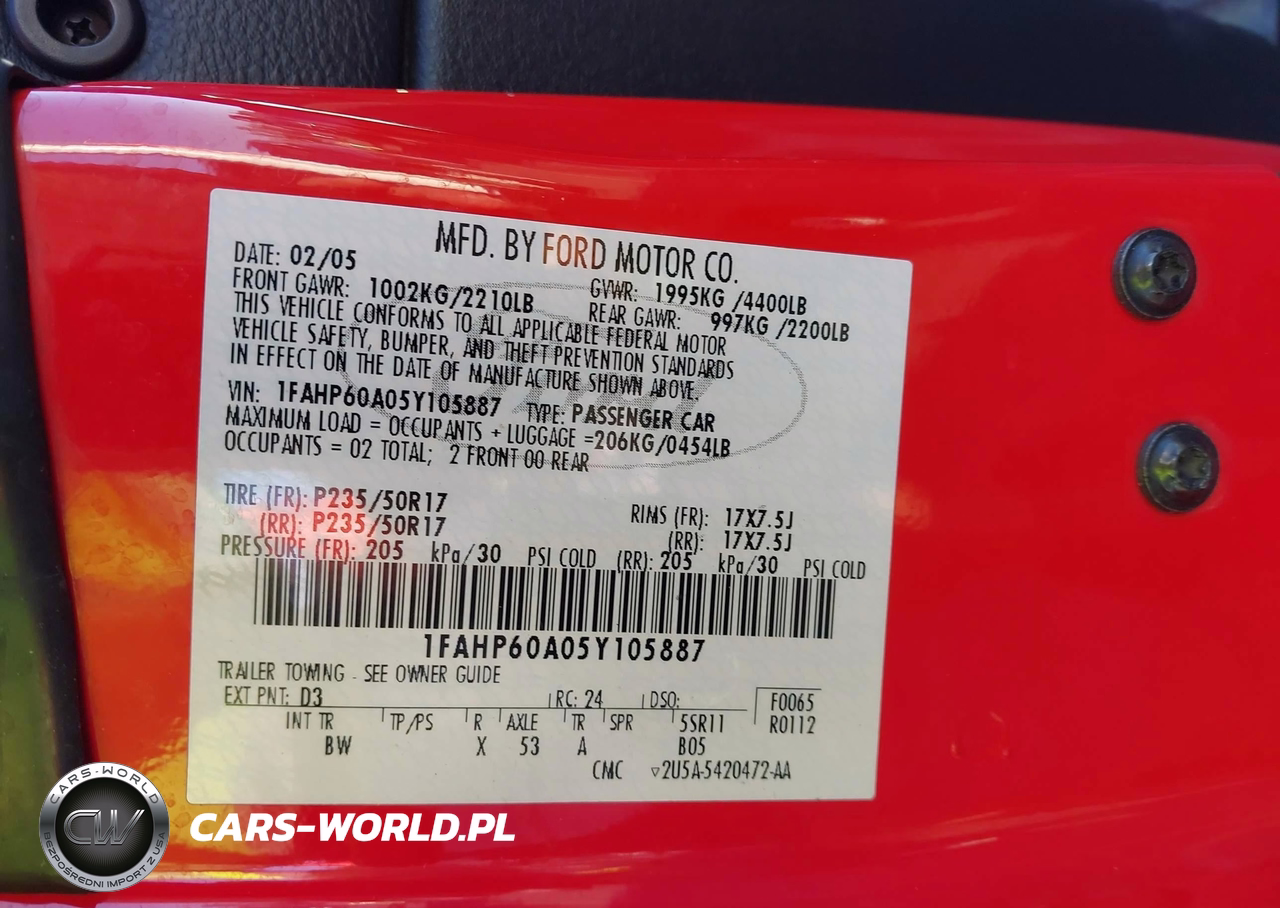 MFD. BY FORD MOTOR CO.
DATE: 02/05
GVWR: 1995KG /4400LB
FRONT GAWR: 1002KG/2210LB
REAR GAWR: 997KG /2200LB
THIS VEHICLE CONFORMS TO ALL APPLICABLE FEDERAL MOTOR
VEHICLE SAFETY, BUMPER, AND THEFT PREVENTION STANDARDS
IN EFFECT ON THE DATE OF MANUFACTURE SHOWN ABOVE.
VIN: 1FAHP60A05Y105887 TYPE: PASSENGER CAR
MAXIMUM LOAD = OCCUPANTS + LUGGAGE =206KG/0454LB
OCCUPANTS = 02 TOTAL; 2 FRONT 00 REAR
TIRE (FR): P235/50R17 RIMS (FR): 17X7.5J
(RR): P235/50R17 (RR): 17X7.5J
PRESSURE (FR): 205 kPa/30 PSI COLD (RR): 205 kPa/30 PSI COLD
1FAHP60A05Y105887
TRAILER TOWING - SEE OWNER GUIDE
EXT PNT: D3 RC: 24 DSO: F0065
INT TR TP/PS R AXLE TR SPR 5SR11 R0112
BW X 53 A B05
CMC ▽2U5A-5420472-AA
CARS-WORLD
CW
BEZPOŚREDNI IMPORT Z USA
CARS-WORLD.PL